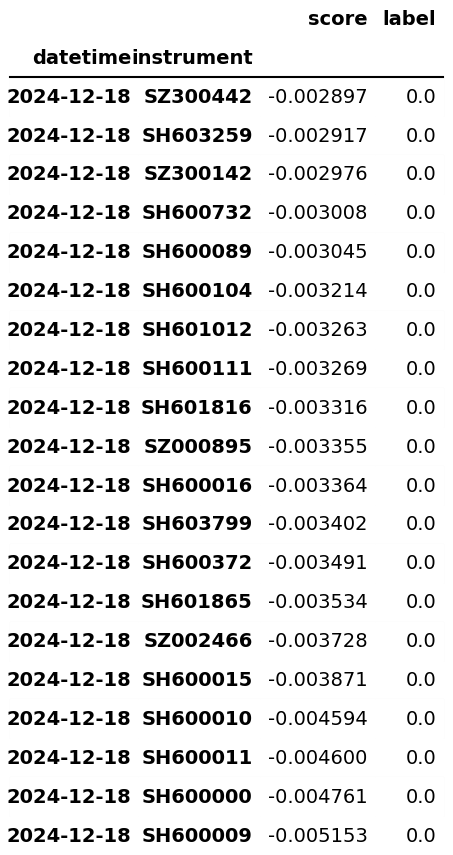 score label
datetime instrument
2024-12-18 SZ300442 -0.002897 0.0
2024-12-18 SH603259 -0.002917 0.0
2024-12-18 SZ300142 -0.002976 0.0
2024-12-18 SH600732 -0.003008 0.0
2024-12-18 SH600089 -0.003045 0.0
2024-12-18 SH600104 -0.003214 0.0
2024-12-18 SH601012 -0.003263 0.0
2024-12-18 SH600111 -0.003269 0.0
2024-12-18 SH601816 -0.003316 0.0
2024-12-18 SZ000895 -0.003355 0.0
2024-12-18 SH600016 -0.003364 0.0
2024-12-18 SH603799 -0.003402 0.0
2024-12-18 SH600372 -0.003491 0.0
2024-12-18 SH601865 -0.003534 0.0
2024-12-18 SZ002466 -0.003728 0.0
2024-12-18 SH600015 -0.003871 0.0
2024-12-18 SH600010 -0.004594 0.0
2024-12-18 SH600011 -0.004600 0.0
2024-12-18 SH600000 -0.004761 0.0
2024-12-18 SH600009 -0.005153 0.0